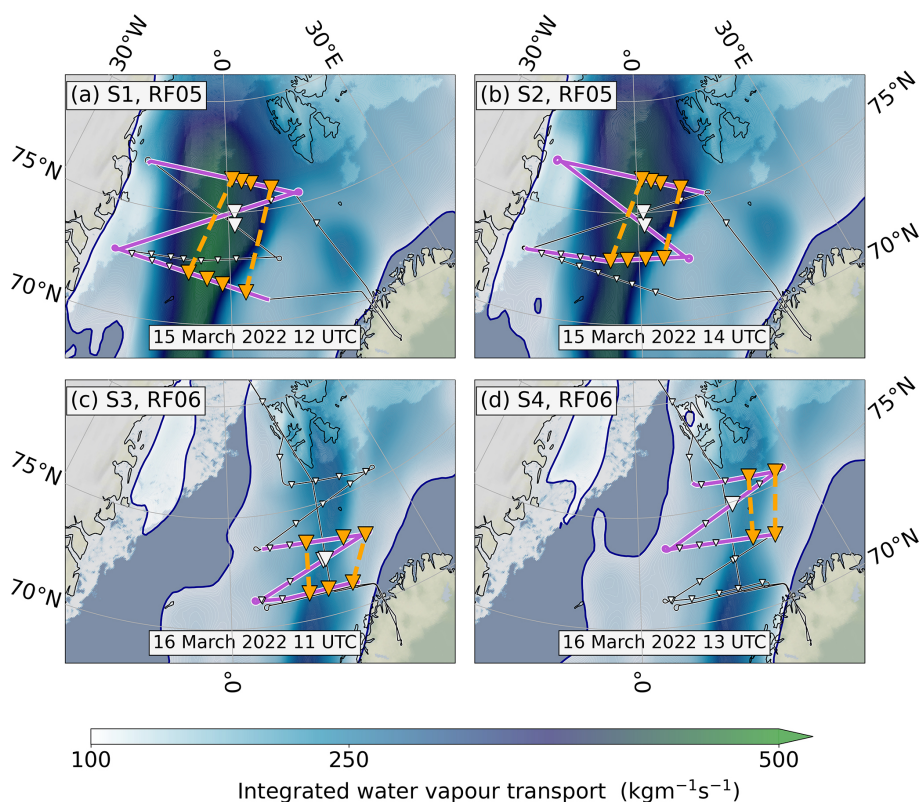 30°W
0°
30°E
30°W
0°
30°E
(a) S1, RF05
(b) S2, RF05
75°N
75°N
70°N
70°N
15 March 2022 12 UTC
15 March 2022 14 UTC
(c) S3, RF06
(d) S4, RF06
75°N
75°N
70°N
70°N
16 March 2022 11 UTC
16 March 2022 13 UTC
0°
0°
100
250
500
Integrated water vapour transport (kgm⁻¹s⁻¹)